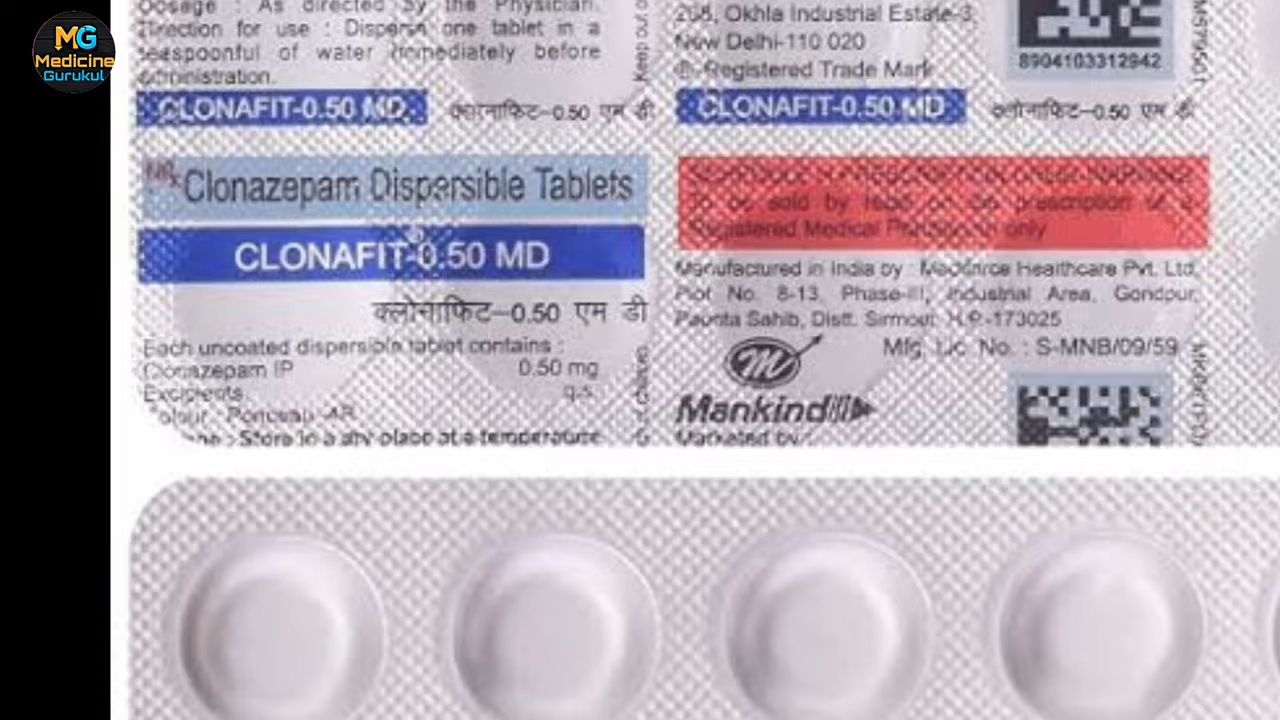 MG
Medicine
Gurukul
Dosage : As directed by the Physician.
Direction for use : Disperse one tablet in a
teaspoonful of water immediately before
administration.
CLONAFIT-0.50 MD
क्लोनाफिट–0.50 एम डी
Keep out o
268, Okhla Industrial Estate-3
New Delhi-110 020
®-Registered Trade Mark
8904103312942
CLONAFIT-0.50 MD
क्लोनाफिट–0.50 एम डी
NRx Clonazepam Dispersible Tablets
CLONAFIT-0.50 MD
क्लोनाफिट–0.50 एम डी
Each uncoated dispersible tablet contains :
Clonazepam IP 0.50 mg
Excipients q.s.
Colour : Ponceau 4R
Store in a dry place at a temperature
of children
To be sold by retail on the prescription of a
Registered Medical Practitioner only
Manufactured in India by : Healthcare Pvt. Ltd.
Plot No. 8-13, Phase-III, Industrial Area, Gondpur,
Paonta Sahib, Distt. Sirmour, H.P.-173025
Mfg. Lic. No. : S-MNB/09/59
Mankind
Marketed by :